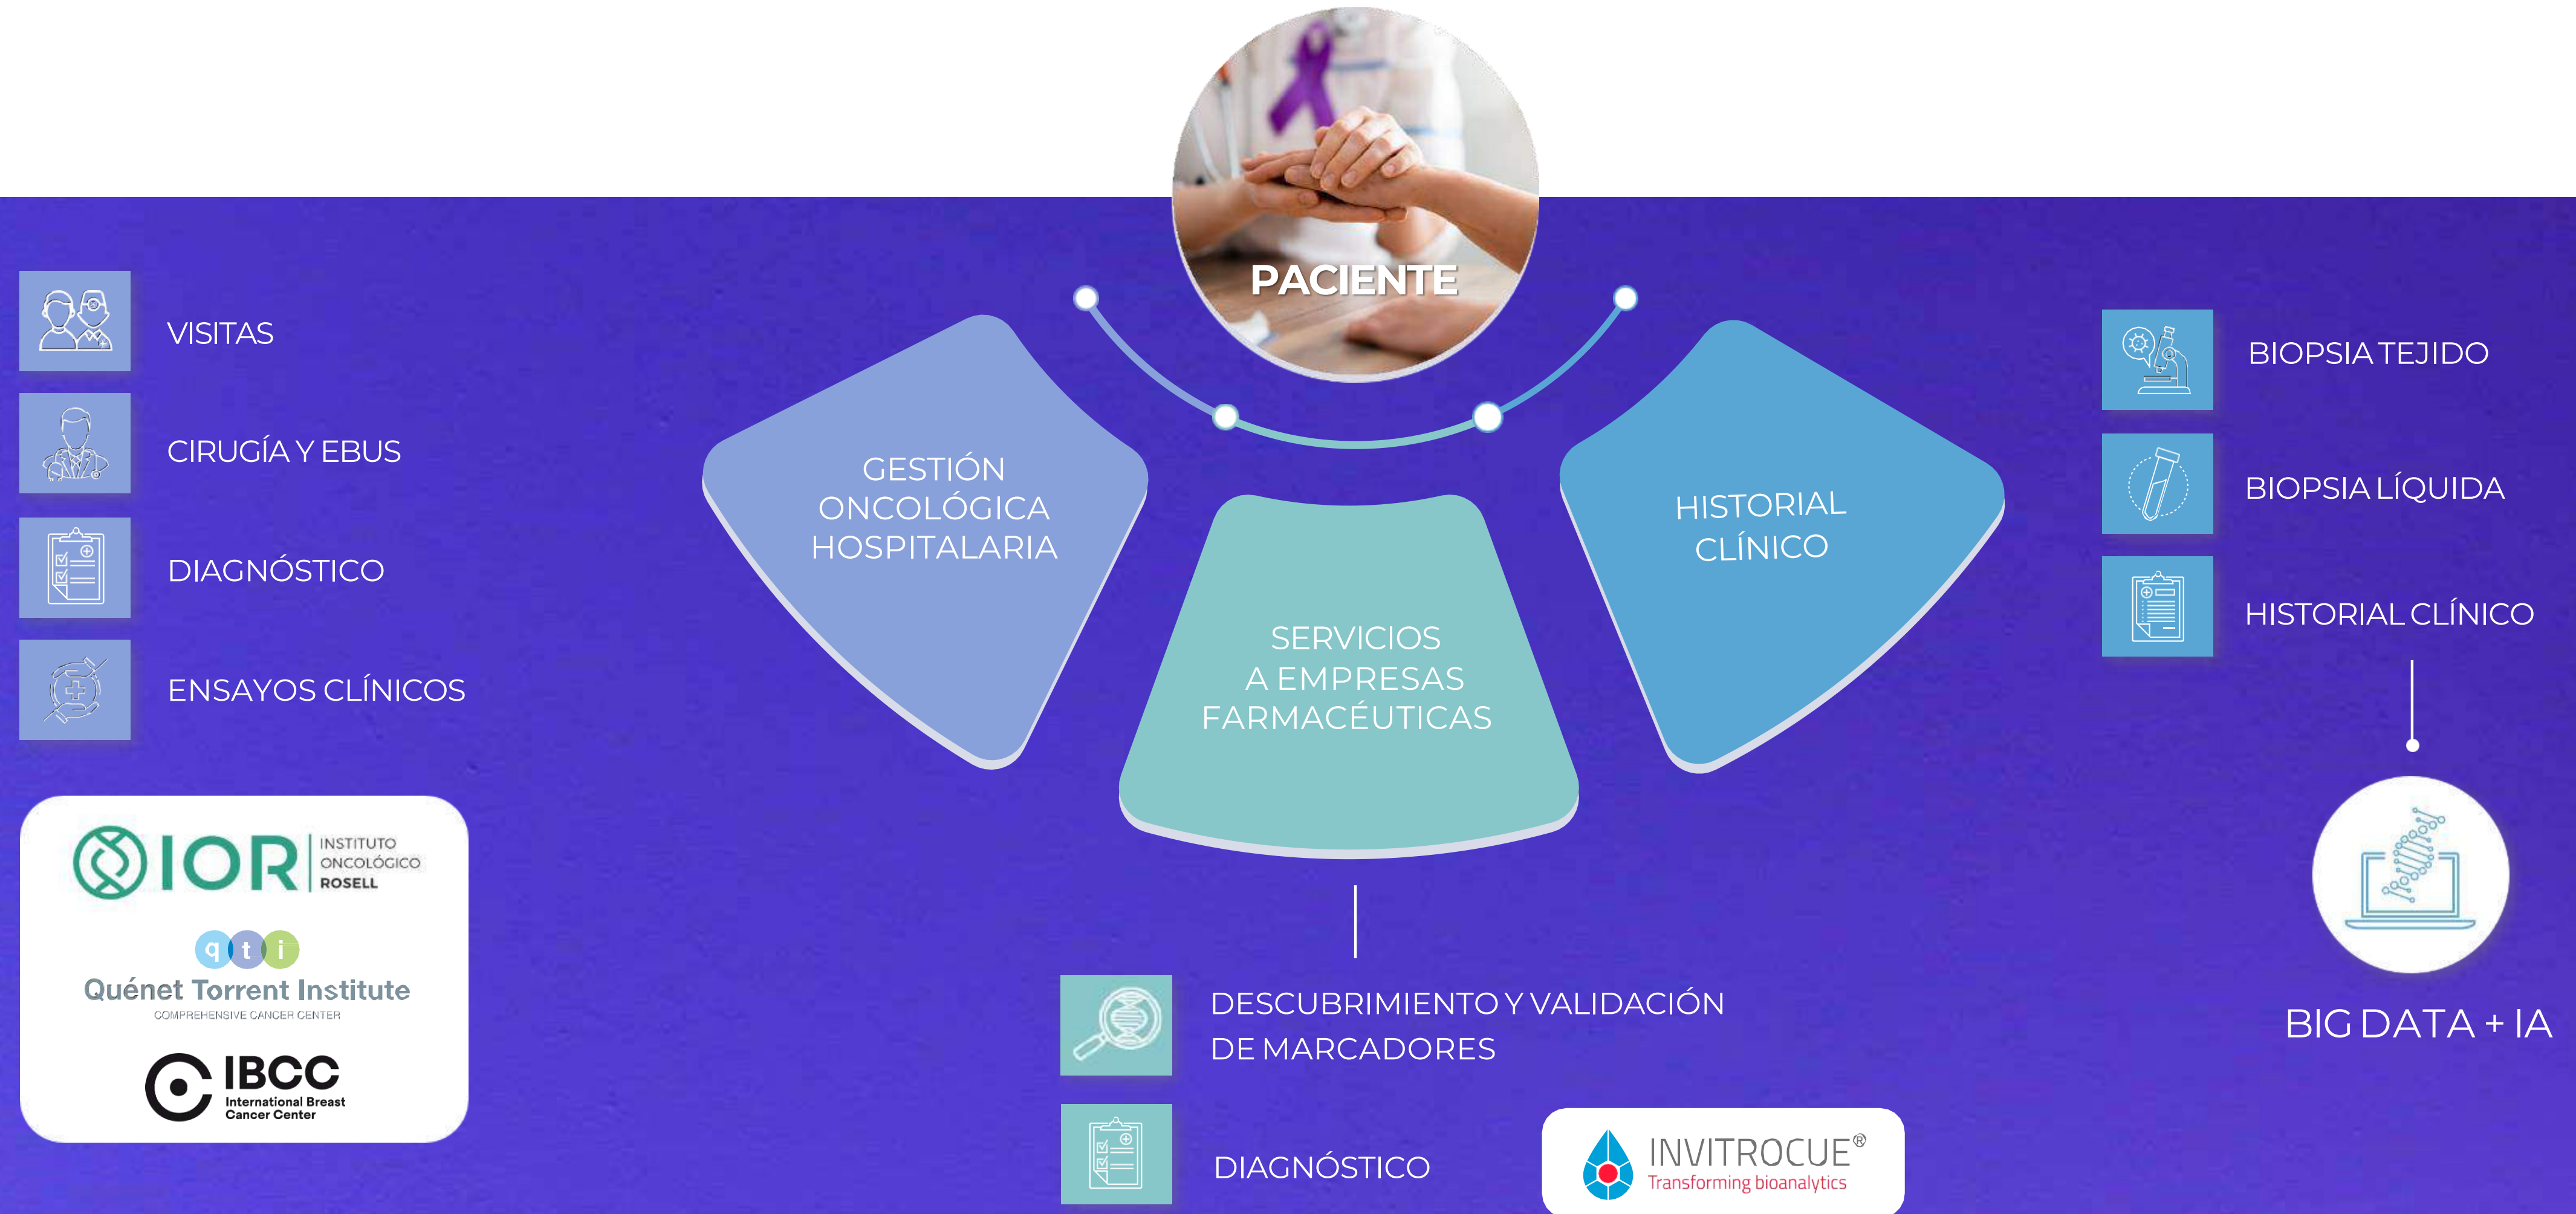 PACIENTE
VISITAS
CIRUGÍA Y EBUS
DIAGNÓSTICO
ENSAYOS CLÍNICOS
IOR
INSTITUTO
ONCOLÓGICO
ROSELL
q t i
Quénet Torrent Institute
COMPREHENSIVE CANCER CENTER
IBCC
International Breast
Cancer Center
GESTIÓN
ONCOLÓGICA
HOSPITALARIA
SERVICIOS
A EMPRESAS
FARMACÉUTICAS
DESCUBRIMIENTO Y VALIDACIÓN
DE MARCADORES
DIAGNÓSTICO
INVITROCUE®
Transforming bioanalytics
HISTORIAL
CLÍNICO
BIOPSIA TEJIDO
BIOPSIA LÍQUIDA
HISTORIAL CLÍNICO
BIG DATA + IA